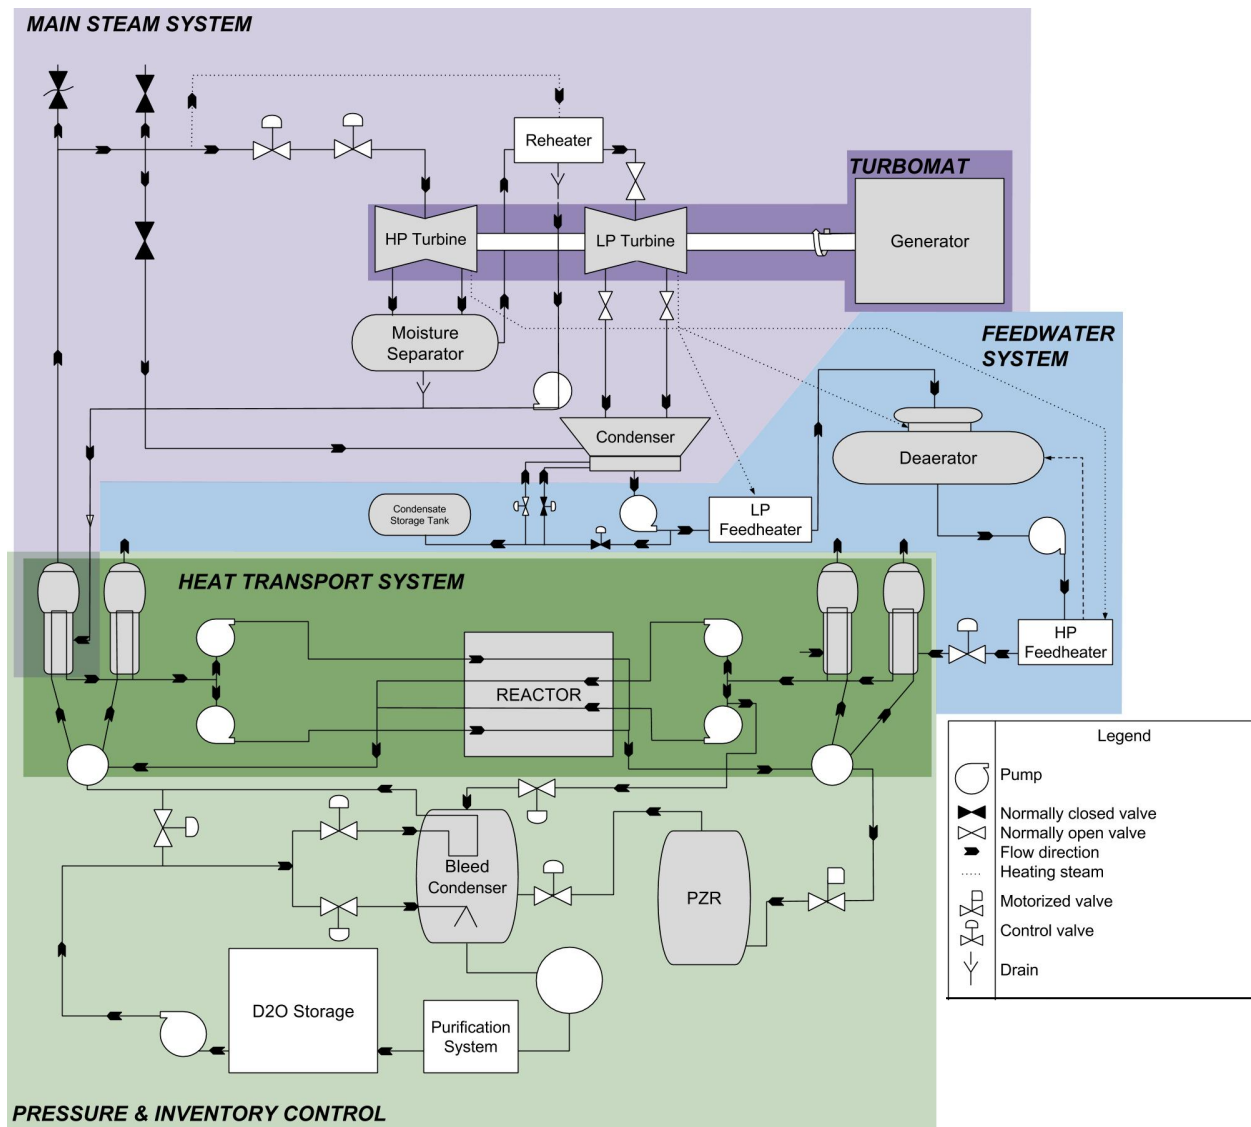 MAIN STEAM SYSTEM
Reheater
TURBOMAT
HP Turbine
LP Turbine
Generator
Moisture
Separator
FEEDWATER
SYSTEM
Condenser
Deaerator
Condensate
Storage Tank
LP
Feedheater
HEAT TRANSPORT SYSTEM
HP
Feedheater
REACTOR
Legend
Pump
Normally closed valve
Normally open valve
Flow direction
Heating steam
Motorized valve
Control valve
Drain
Bleed
Condenser
PZR
D2O Storage
Purification
System
PRESSURE & INVENTORY CONTROL